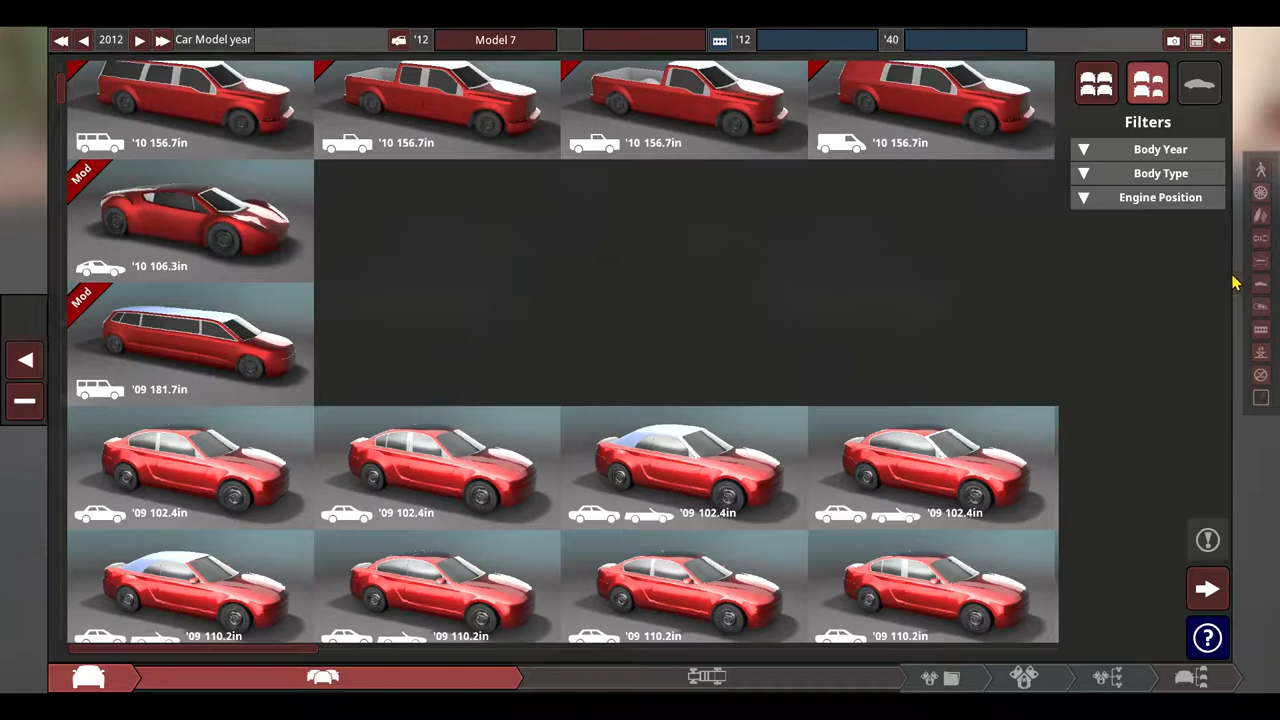 2012 Car Model year '12 Model 7 '12 '40
'10 156.7in '10 156.7in '10 156.7in '10 156.7in
Filters
Body Year
Body Type
Engine Position
Mod
'10 106.3in
Mod
'09 181.7in
'09 102.4in '09 102.4in '09 102.4in '09 102.4in
'09 110.2in '09 110.2in '09 110.2in '09 110.2in
?